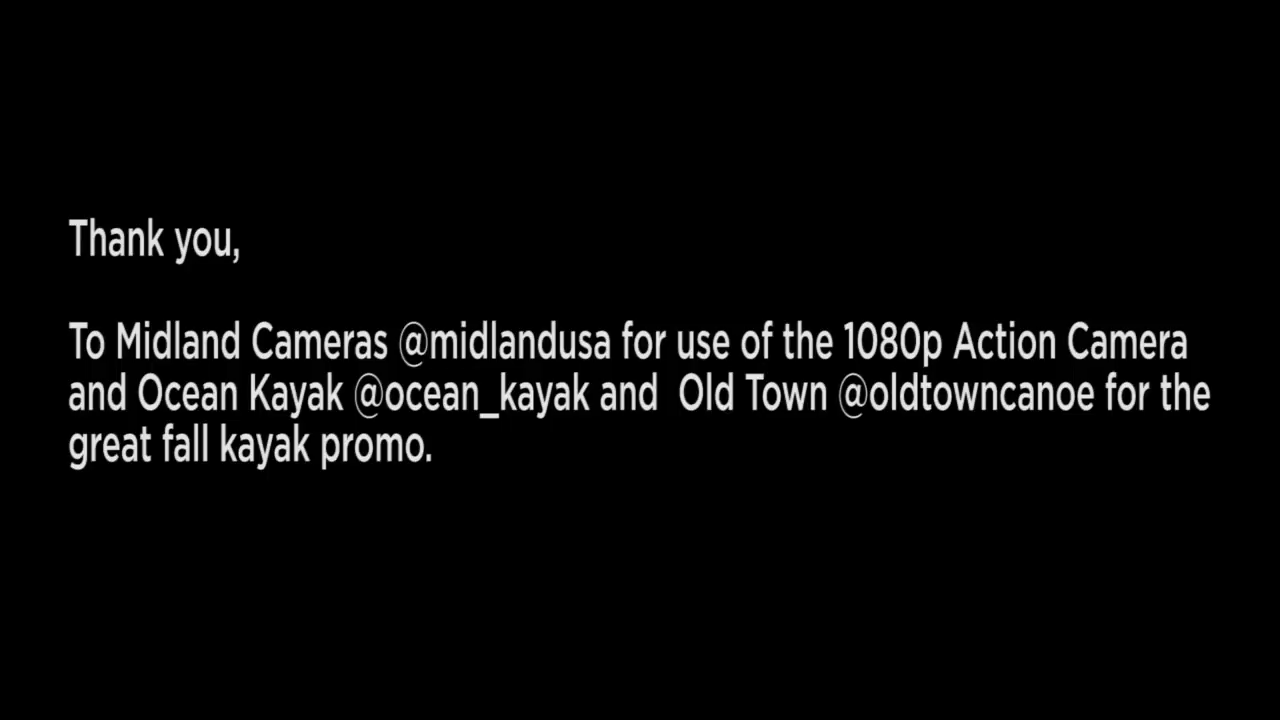 Thank you,
To Midland Cameras @midlandusa for use of the 1080p Action Camera
and Ocean Kayak @ocean_kayak and  Old Town @oldtowncanoe for the
great fall kayak promo.